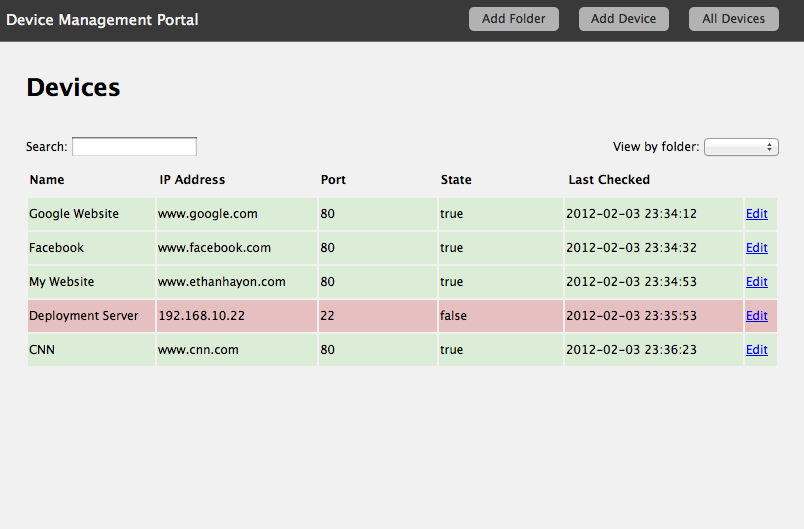 Device Management Portal Add Folder Add Device All Devices
Devices
Search: View by folder:
Name IP Address Port State Last Checked
Google Website www.google.com 80 true 2012-02-03 23:34:12 Edit
Facebook www.facebook.com 80 true 2012-02-03 23:34:32 Edit
My Website www.ethanhayon.com 80 true 2012-02-03 23:34:53 Edit
Deployment Server 192.168.10.22 22 false 2012-02-03 23:35:53 Edit
CNN www.cnn.com 80 true 2012-02-03 23:36:23 Edit